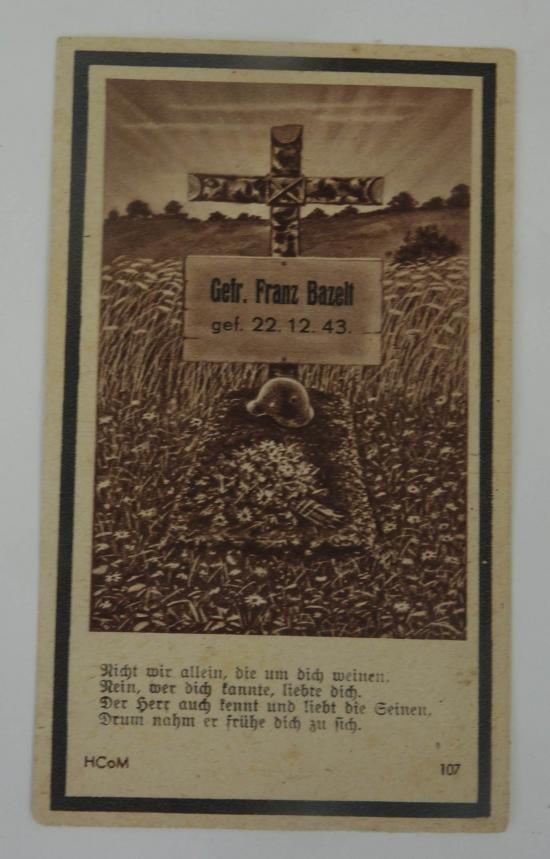 Gefr. Franz Bazelt
gef. 22. 12. 43.
Nicht wir allein, die um dich weinen.
Nein, wer dich kannte, liebte dich.
Der Herr auch kennt und liebt die Seinen,
Drum nahm er frühe dich zu sich.
HCoM
107